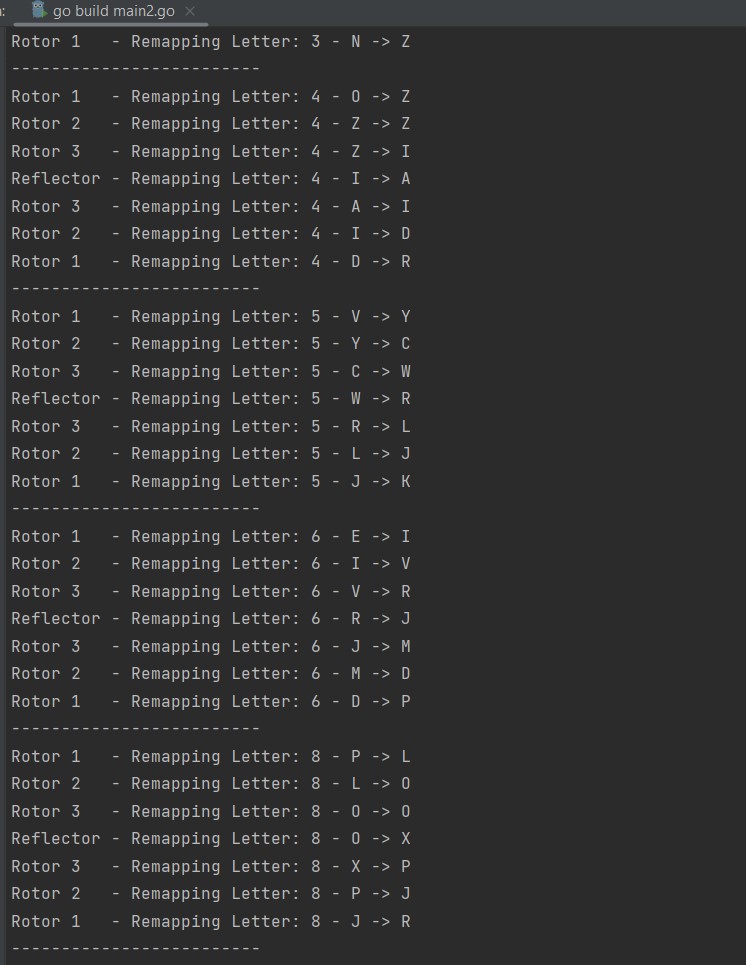 : go build main2.go ×
Rotor 1   - Remapping Letter: 3 - N -> Z
-------------------------
Rotor 1   - Remapping Letter: 4 - O -> Z
Rotor 2   - Remapping Letter: 4 - Z -> Z
Rotor 3   - Remapping Letter: 4 - Z -> I
Reflector - Remapping Letter: 4 - I -> A
Rotor 3   - Remapping Letter: 4 - A -> I
Rotor 2   - Remapping Letter: 4 - I -> D
Rotor 1   - Remapping Letter: 4 - D -> R
-------------------------
Rotor 1   - Remapping Letter: 5 - V -> Y
Rotor 2   - Remapping Letter: 5 - Y -> C
Rotor 3   - Remapping Letter: 5 - C -> W
Reflector - Remapping Letter: 5 - W -> R
Rotor 3   - Remapping Letter: 5 - R -> L
Rotor 2   - Remapping Letter: 5 - L -> J
Rotor 1   - Remapping Letter: 5 - J -> K
-------------------------
Rotor 1   - Remapping Letter: 6 - E -> I
Rotor 2   - Remapping Letter: 6 - I -> V
Rotor 3   - Remapping Letter: 6 - V -> R
Reflector - Remapping Letter: 6 - R -> J
Rotor 3   - Remapping Letter: 6 - J -> M
Rotor 2   - Remapping Letter: 6 - M -> D
Rotor 1   - Remapping Letter: 6 - D -> P
-------------------------
Rotor 1   - Remapping Letter: 8 - P -> L
Rotor 2   - Remapping Letter: 8 - L -> O
Rotor 3   - Remapping Letter: 8 - O -> O
Reflector - Remapping Letter: 8 - O -> X
Rotor 3   - Remapping Letter: 8 - X -> P
Rotor 2   - Remapping Letter: 8 - P -> J
Rotor 1   - Remapping Letter: 8 - J -> R
-------------------------